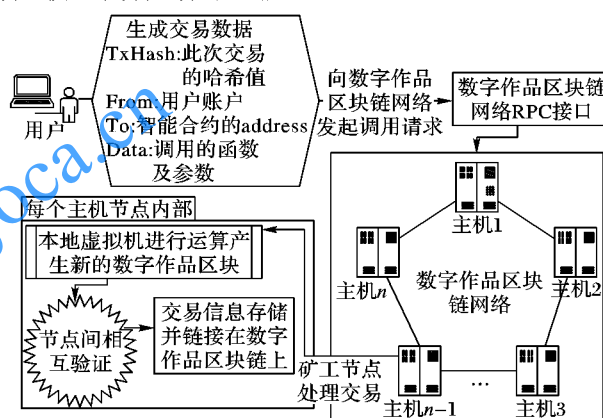 生成交易数据
TxHash:此次交易
的哈希值
From:用户账户
To:智能合约的address
Data:调用的函数
及参数
用户
向数字作品
区块链网络
发起调用请求
数字作品区块链
网络RPC接口
每个主机节点内部
本地虚拟机进行运算产
生新的数字作品区块
节点间相
互验证
交易信息存储
并链接在数字
作品区块链上
矿工节点
处理交易
主机1
主机n
数字作品区块
链网络
主机2
主机n-1
…
主机3